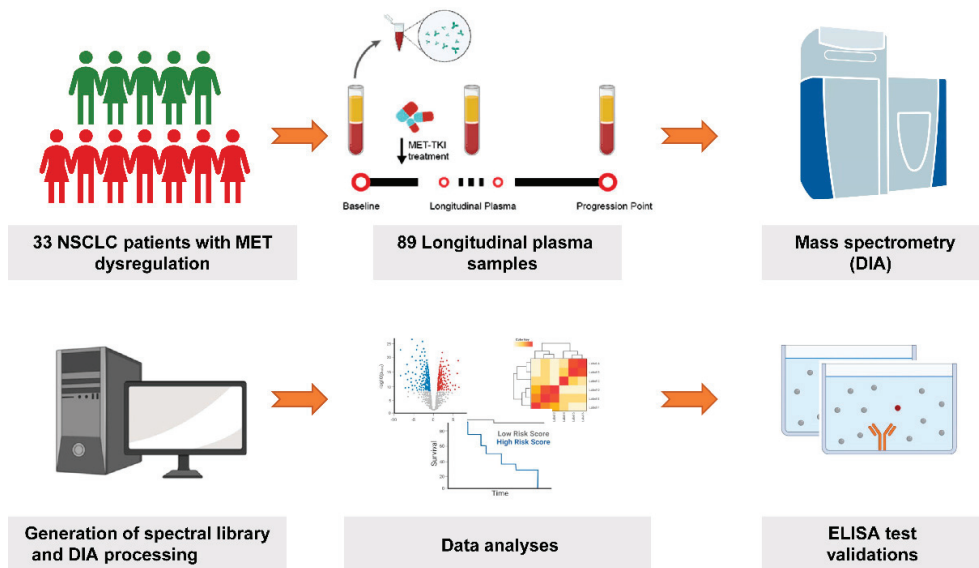 MET-TKI
treatment
Baseline
Longitudinal Plasma
Progression Point
33 NSCLC patients with MET
dysregulation
89 Longitudinal plasma
samples
Mass spectrometry
(DIA)
Low Risk Score
High Risk Score
Survival
Time
Generation of spectral library
and DIA processing
Data analyses
ELISA test
validations